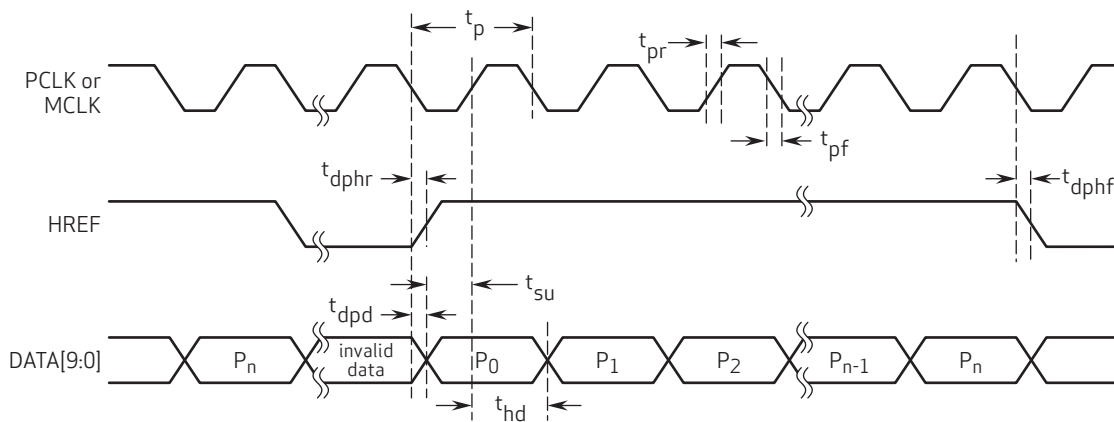 t_p
t_pr
PCLK or
MCLK
t_pf
t_dphr
t_dphf
HREF
t_su
t_dpd
DATA[9:0]
P_n
invalid
data
P_0
P_1
P_2
P_n-1
P_n
t_hd